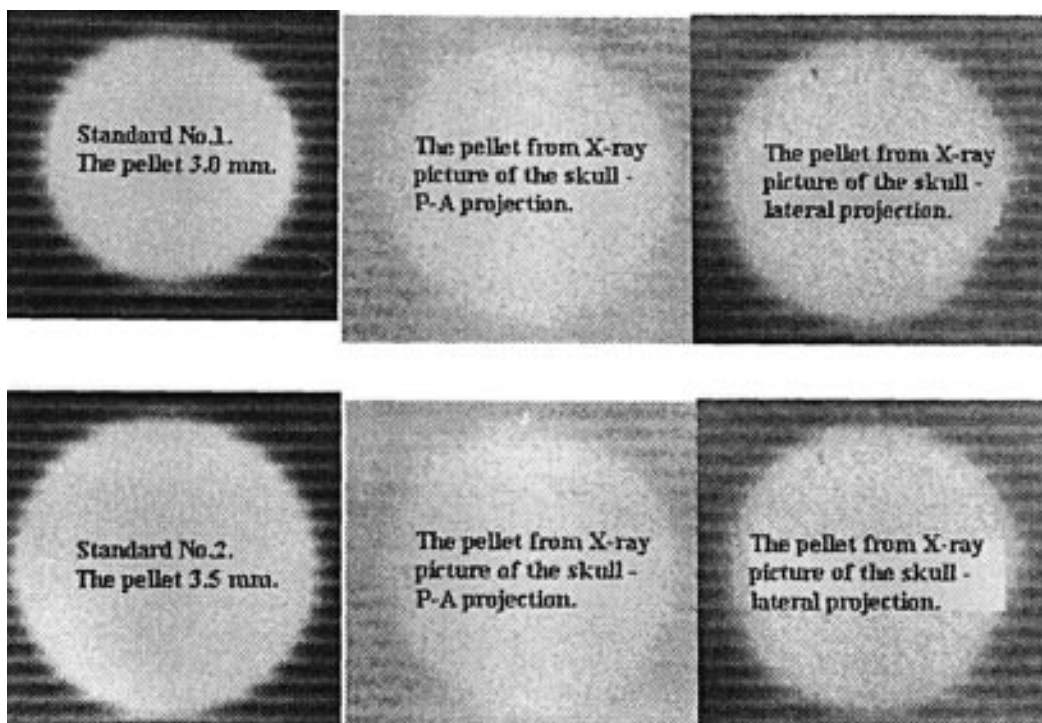 Standard No.1.
The pellet 3.0 mm.
The pellet from X-ray
picture of the skull -
P-A projection.
The pellet from X-ray
picture of the skull -
lateral projection.
Standard No.2.
The pellet 3.5 mm.
The pellet from X-ray
picture of the skull -
P-A projection.
The pellet from X-ray
picture of the skull -
lateral projection.